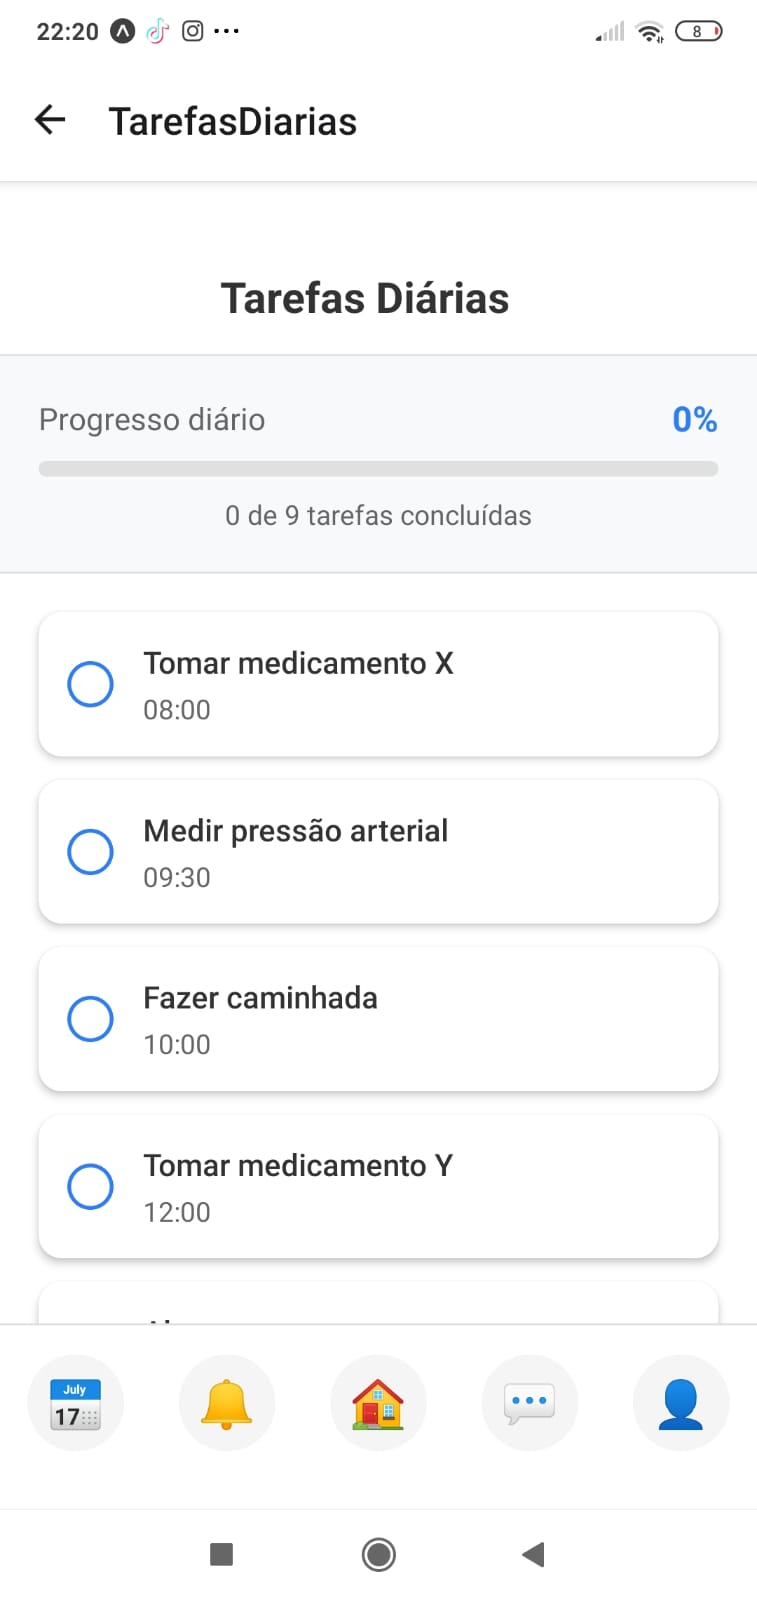 22:20
8
TarefasDiarias
Tarefas Diárias
Progresso diário
0%
0 de 9 tarefas concluídas
Tomar medicamento X
08:00
Medir pressão arterial
09:30
Fazer caminhada
10:00
Tomar medicamento Y
12:00
July
17